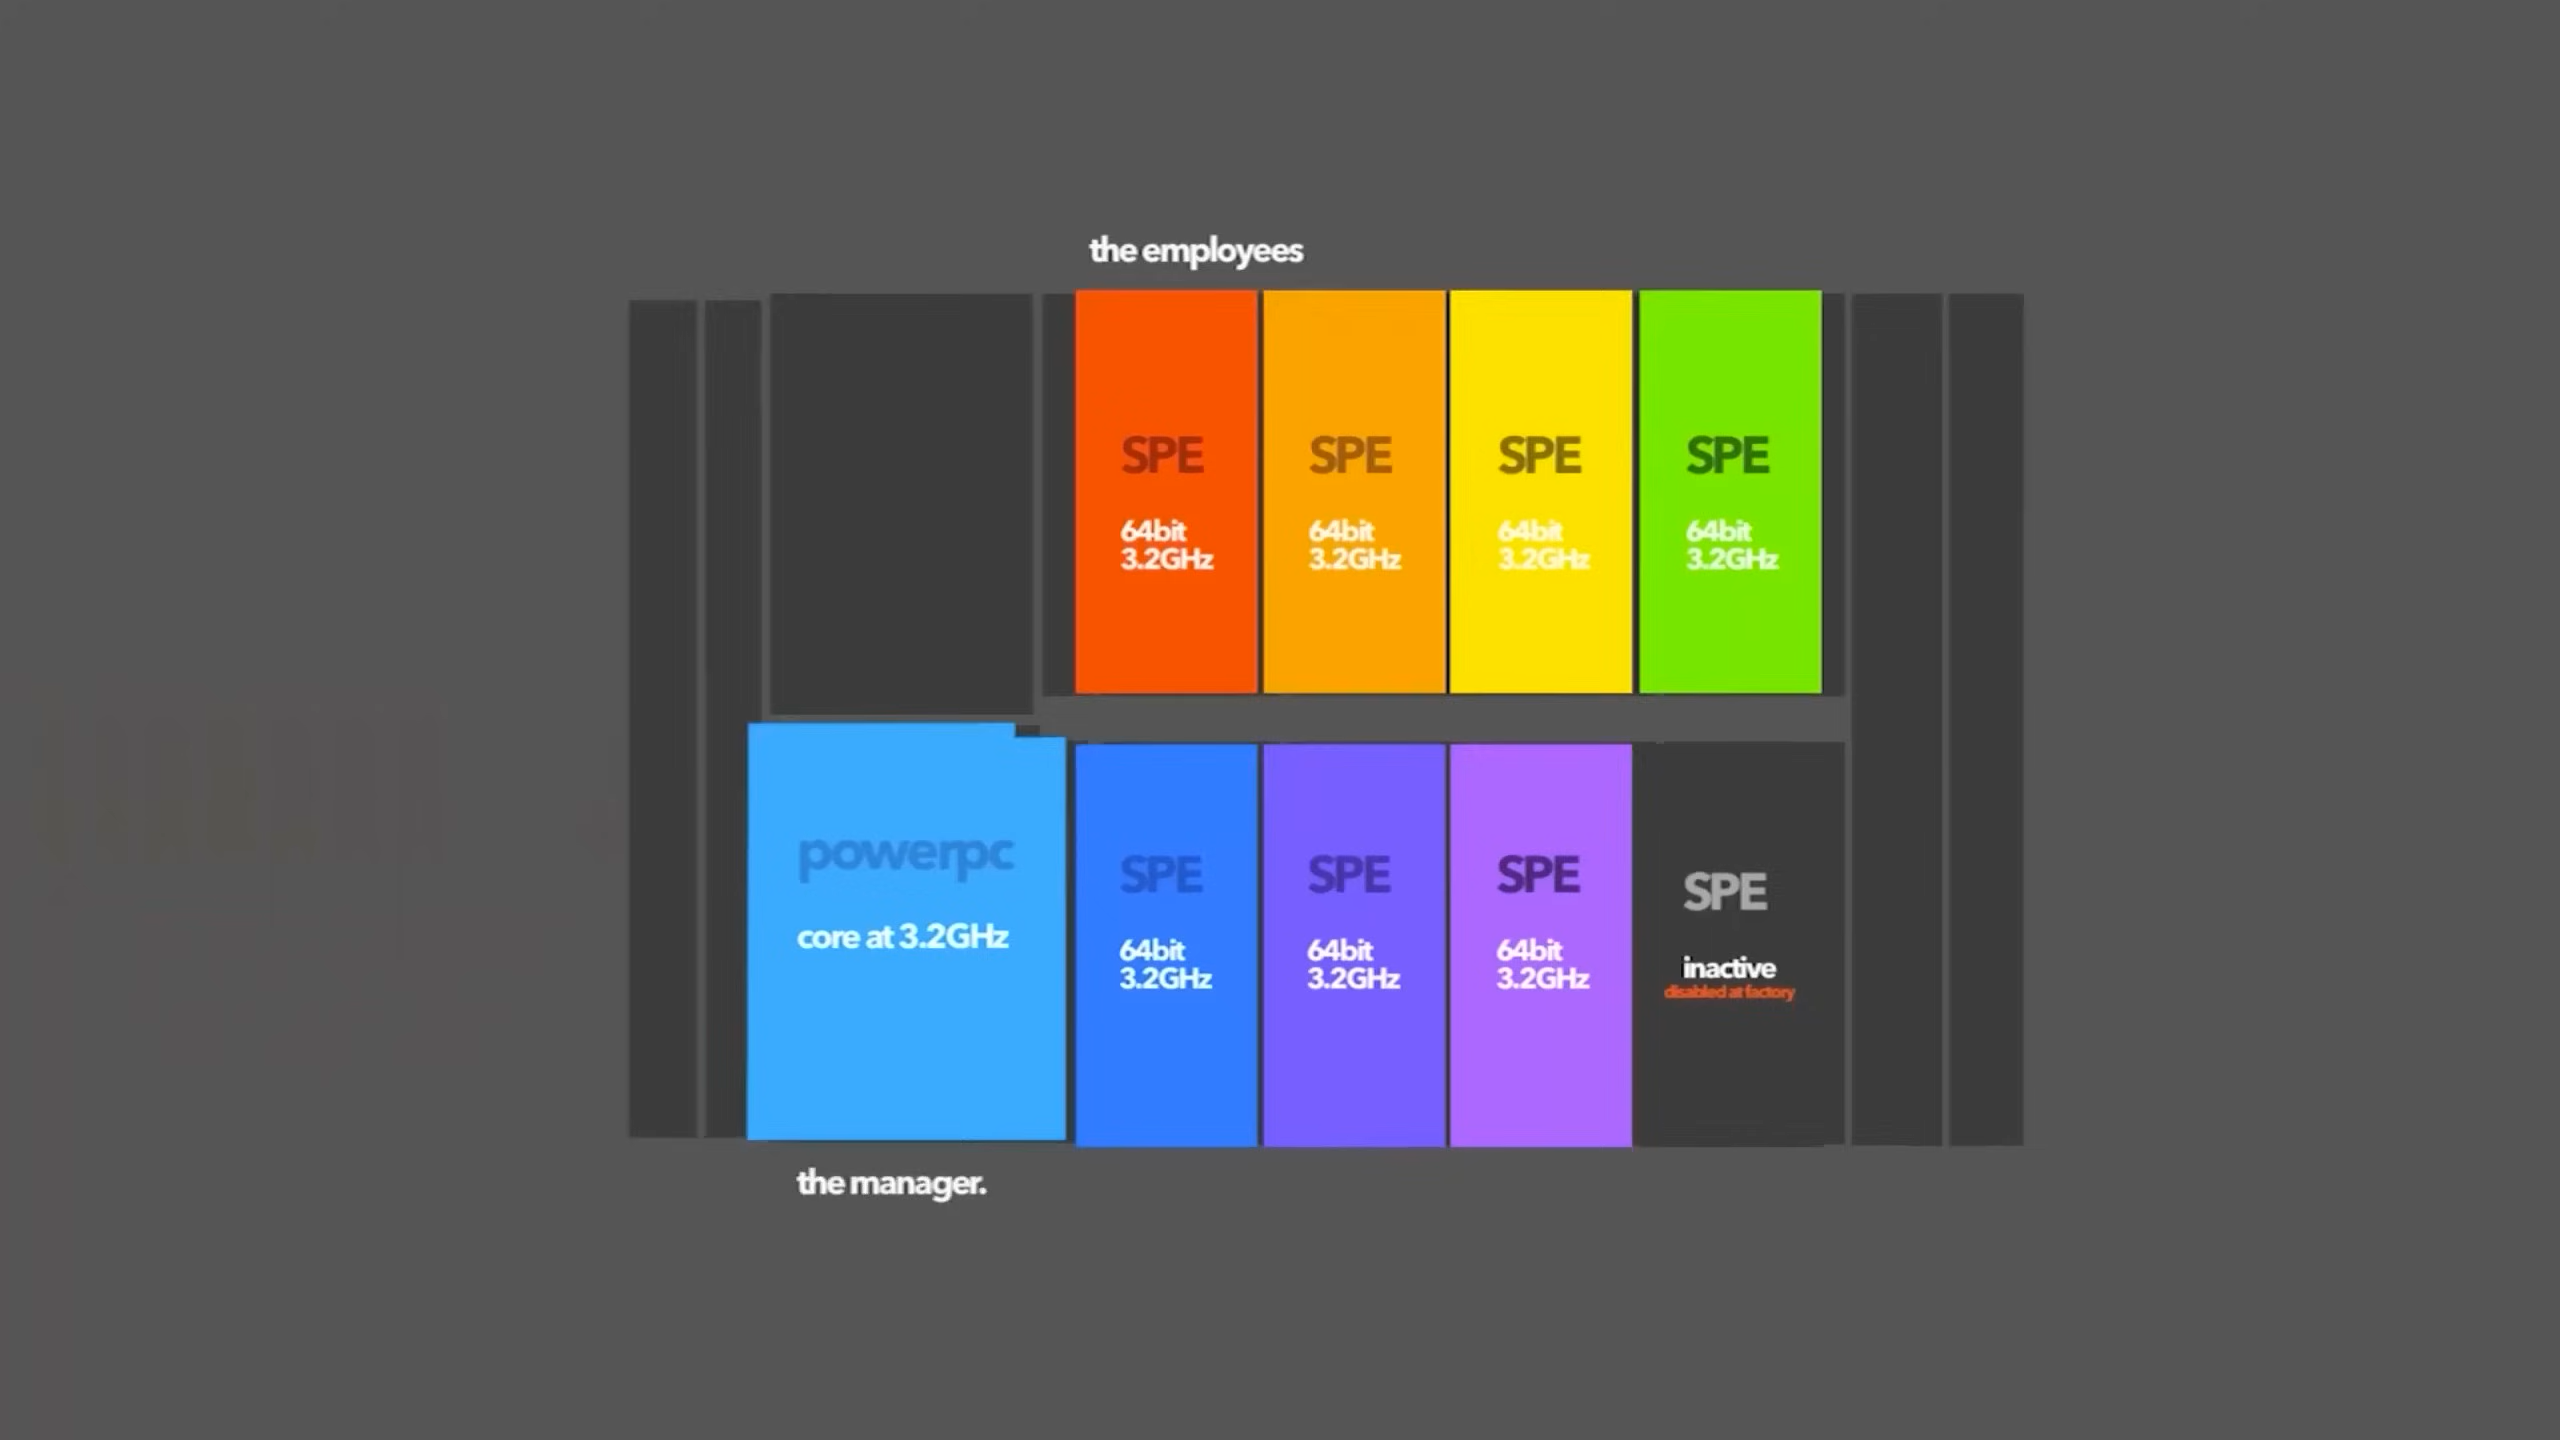 the employees
SPE
64bit
3.2GHz
SPE
64bit
3.2GHz
SPE
64bit
3.2GHz
SPE
64bit
3.2GHz
powerpc
core at 3.2GHz
SPE
64bit
3.2GHz
SPE
64bit
3.2GHz
SPE
64bit
3.2GHz
SPE
inactive
disabled at factory
the manager.